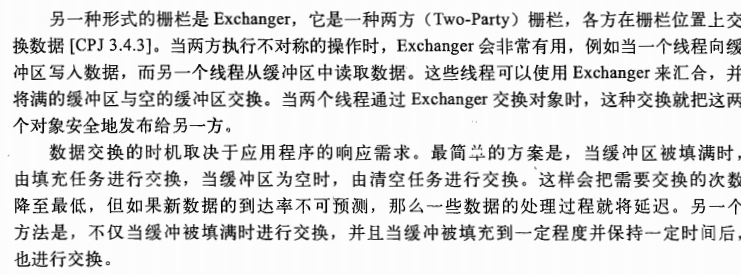 另一种形式的栅栏是 Exchanger，它是一种两方（Two-Party）栅栏，各方在栅栏位置上交
换数据 [CPJ 3.4.3]。当两方执行不对称的操作时，Exchanger 会非常有用，例如当一个线程向缓
冲区写入数据，而另一个线程从缓冲区中读取数据。这些线程可以使用 Exchanger 来汇合，并
将满的缓冲区与空的缓冲区交换。当两个线程通过 Exchanger 交换对象时，这种交换就把这两
个对象安全地发布给另一方。
数据交换的时机取决于应用程序的响应需求。最简单的方案是，当缓冲区被填满时，
由填充任务进行交换，当缓冲区为空时，由清空任务进行交换。这样会把需要交换的次数
降至最低，但如果新数据的到达率不可预测，那么一些数据的处理过程就将延迟。另一个
方法是，不仅当缓冲被填满时进行交换，并且当缓冲被填充到一定程度并保持一定时间后，
也进行交换。